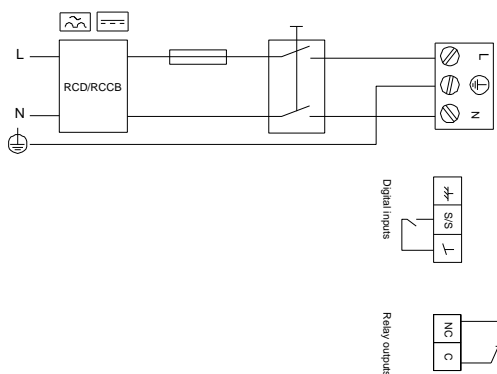 L
RCD/RCCB
N
L
N
Digital inputs
S/S
Relay outputs
NC
C